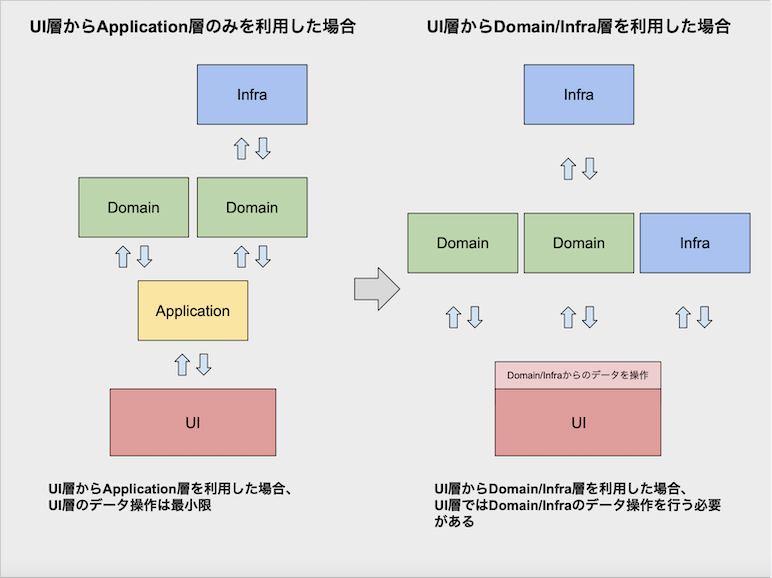 UI層からApplication層のみを利用した場合
Infra
Domain
Domain
Application
UI
UI層からApplication層を利用した場合、
UI層のデータ操作は最小限
UI層からDomain/Infra層を利用した場合
Infra
Domain
Domain
Infra
Domain/Infraからのデータを操作
UI
UI層からDomain/Infra層を利用した場合、
UI層ではDomain/Infraのデータ操作を行う必要
がある